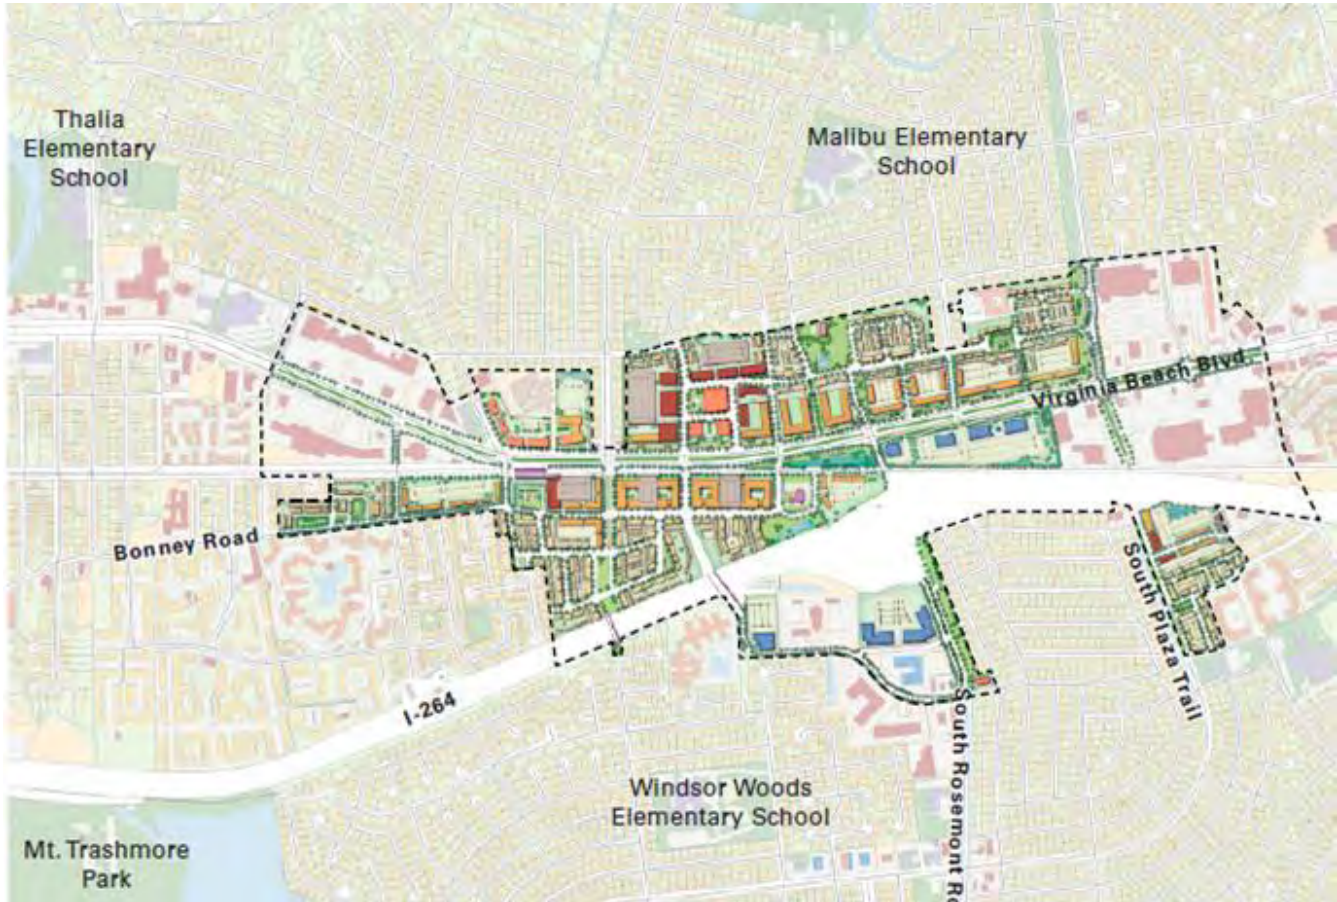 Thalia
Elementary
School
Malibu Elementary
School
Virginia Beach Blvd
Bonney Road
South Plaza Trail
I-264
South Rosemont R
Windsor Woods
Elementary School
Mt. Trashmore
Park